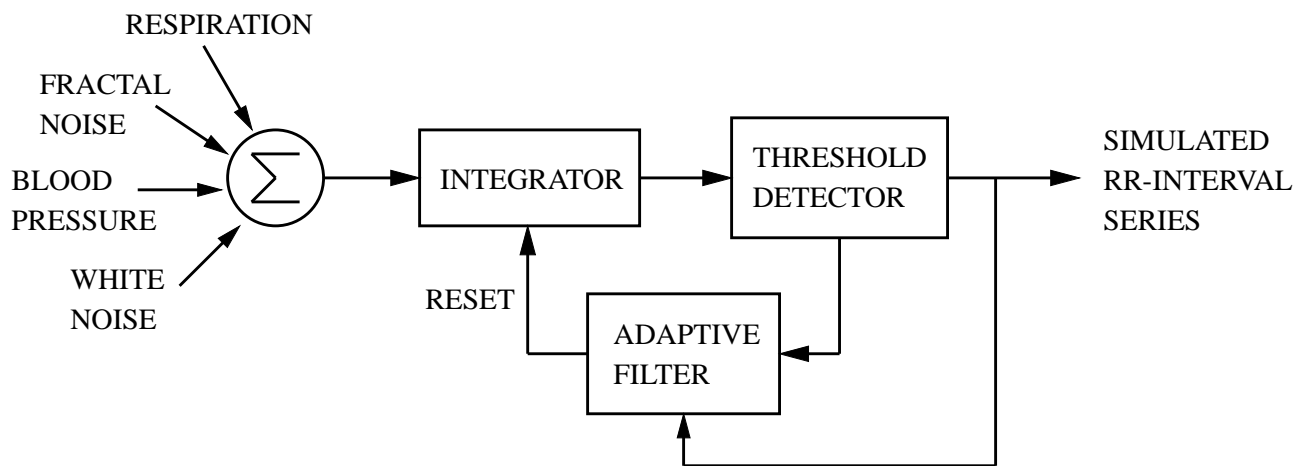 RESPIRATION
FRACTAL
NOISE
BLOOD
PRESSURE
WHITE
NOISE
Σ
INTEGRATOR
THRESHOLD
DETECTOR
SIMULATED
RR-INTERVAL
SERIES
RESET
ADAPTIVE
FILTER